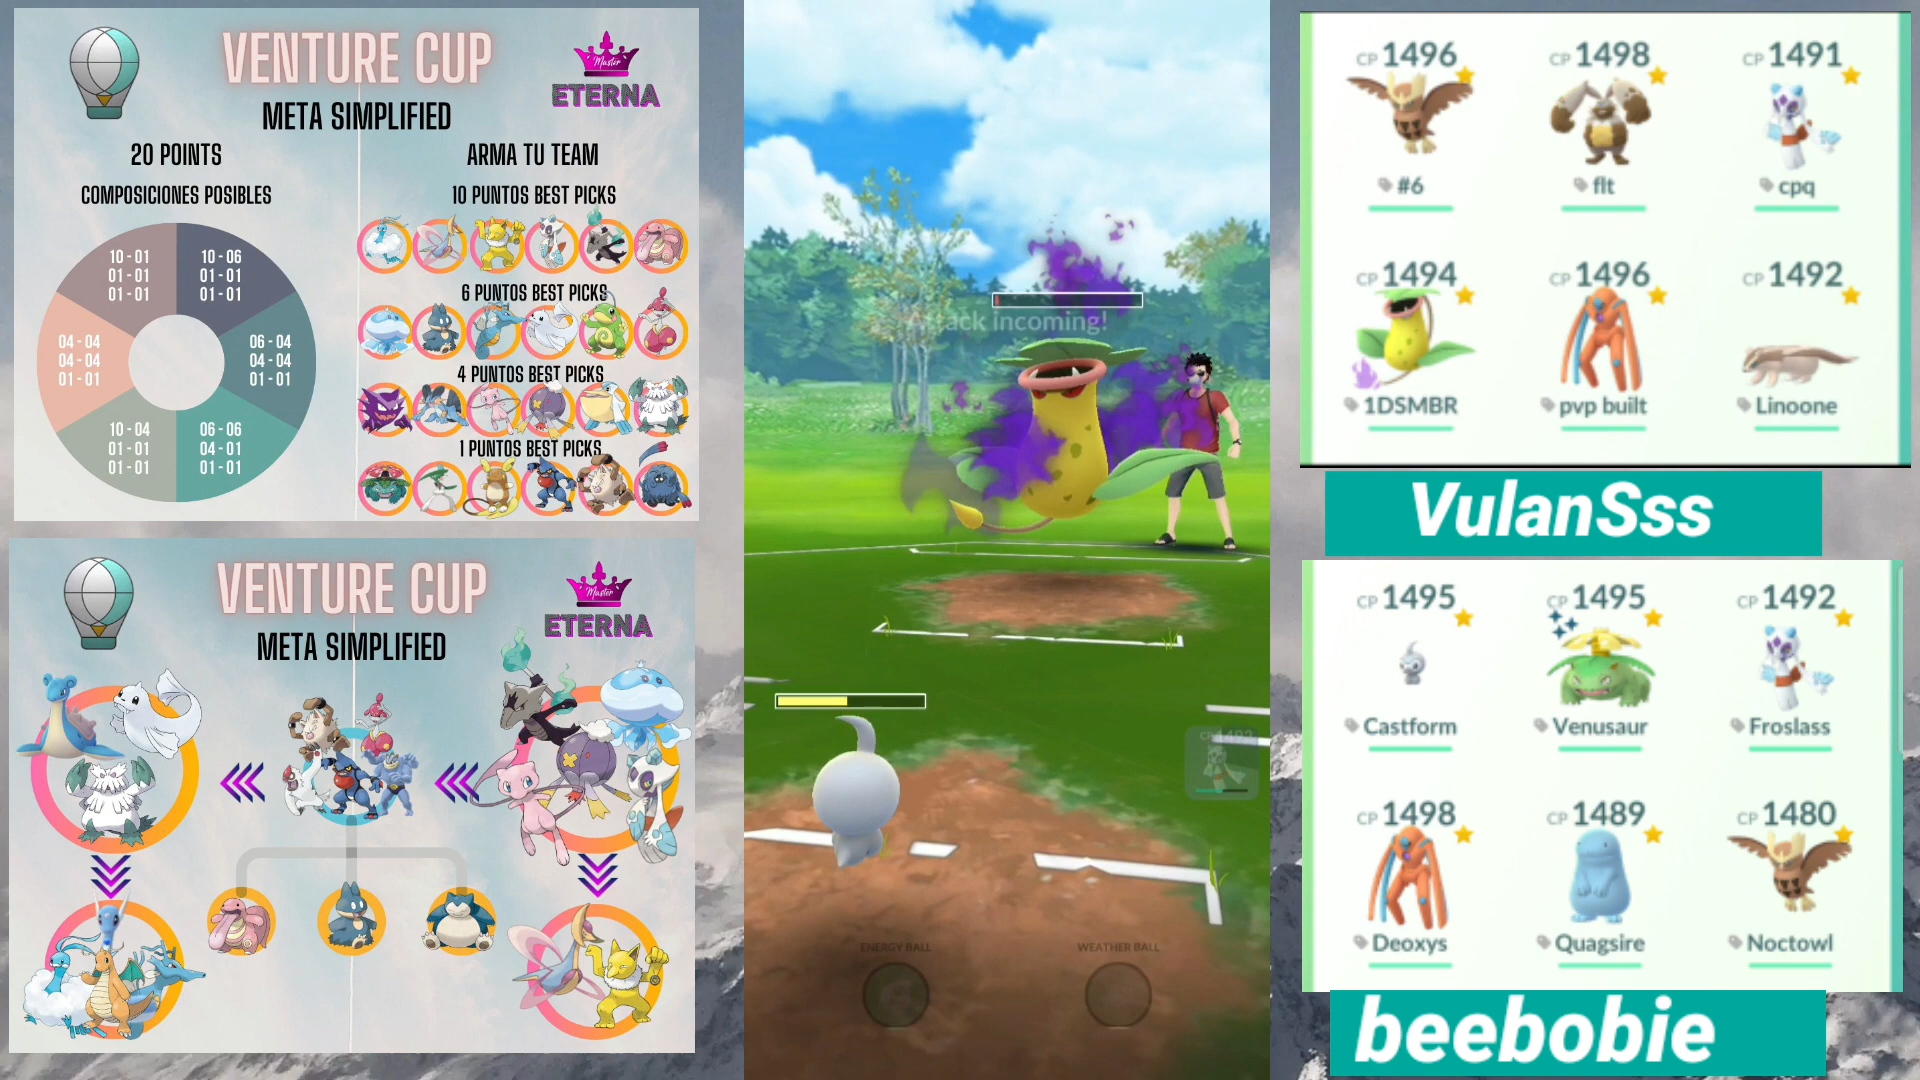 VENTURE CUP
META SIMPLIFIED
Master
ETERNA
20 POINTS
COMPOSICIONES POSIBLES
10 - 01
01 - 01
01 - 01
10 - 06
01 - 01
01 - 01
04 - 04
04 - 04
01 - 01
06 - 04
04 - 04
01 - 01
10 - 04
01 - 01
01 - 01
06 - 06
04 - 01
01 - 01
ARMA TU TEAM
10 PUNTOS BEST PICKS
6 PUNTOS BEST PICKS
4 PUNTOS BEST PICKS
1 PUNTOS BEST PICKS
VENTURE CUP
META SIMPLIFIED
Master
ETERNA
Attack incoming!
CP 1492
ENERGY BALL
WEATHER BALL
CP 1496
#6
CP 1498
flt
CP 1491
cpq
CP 1494
1DSMBR
CP 1496
pvp built
CP 1492
Linoone
VulanSss
CP 1495
Castform
CP 1495
Venusaur
CP 1492
Froslass
CP 1498
Deoxys
CP 1489
Quagsire
CP 1480
Noctowl
beebobie